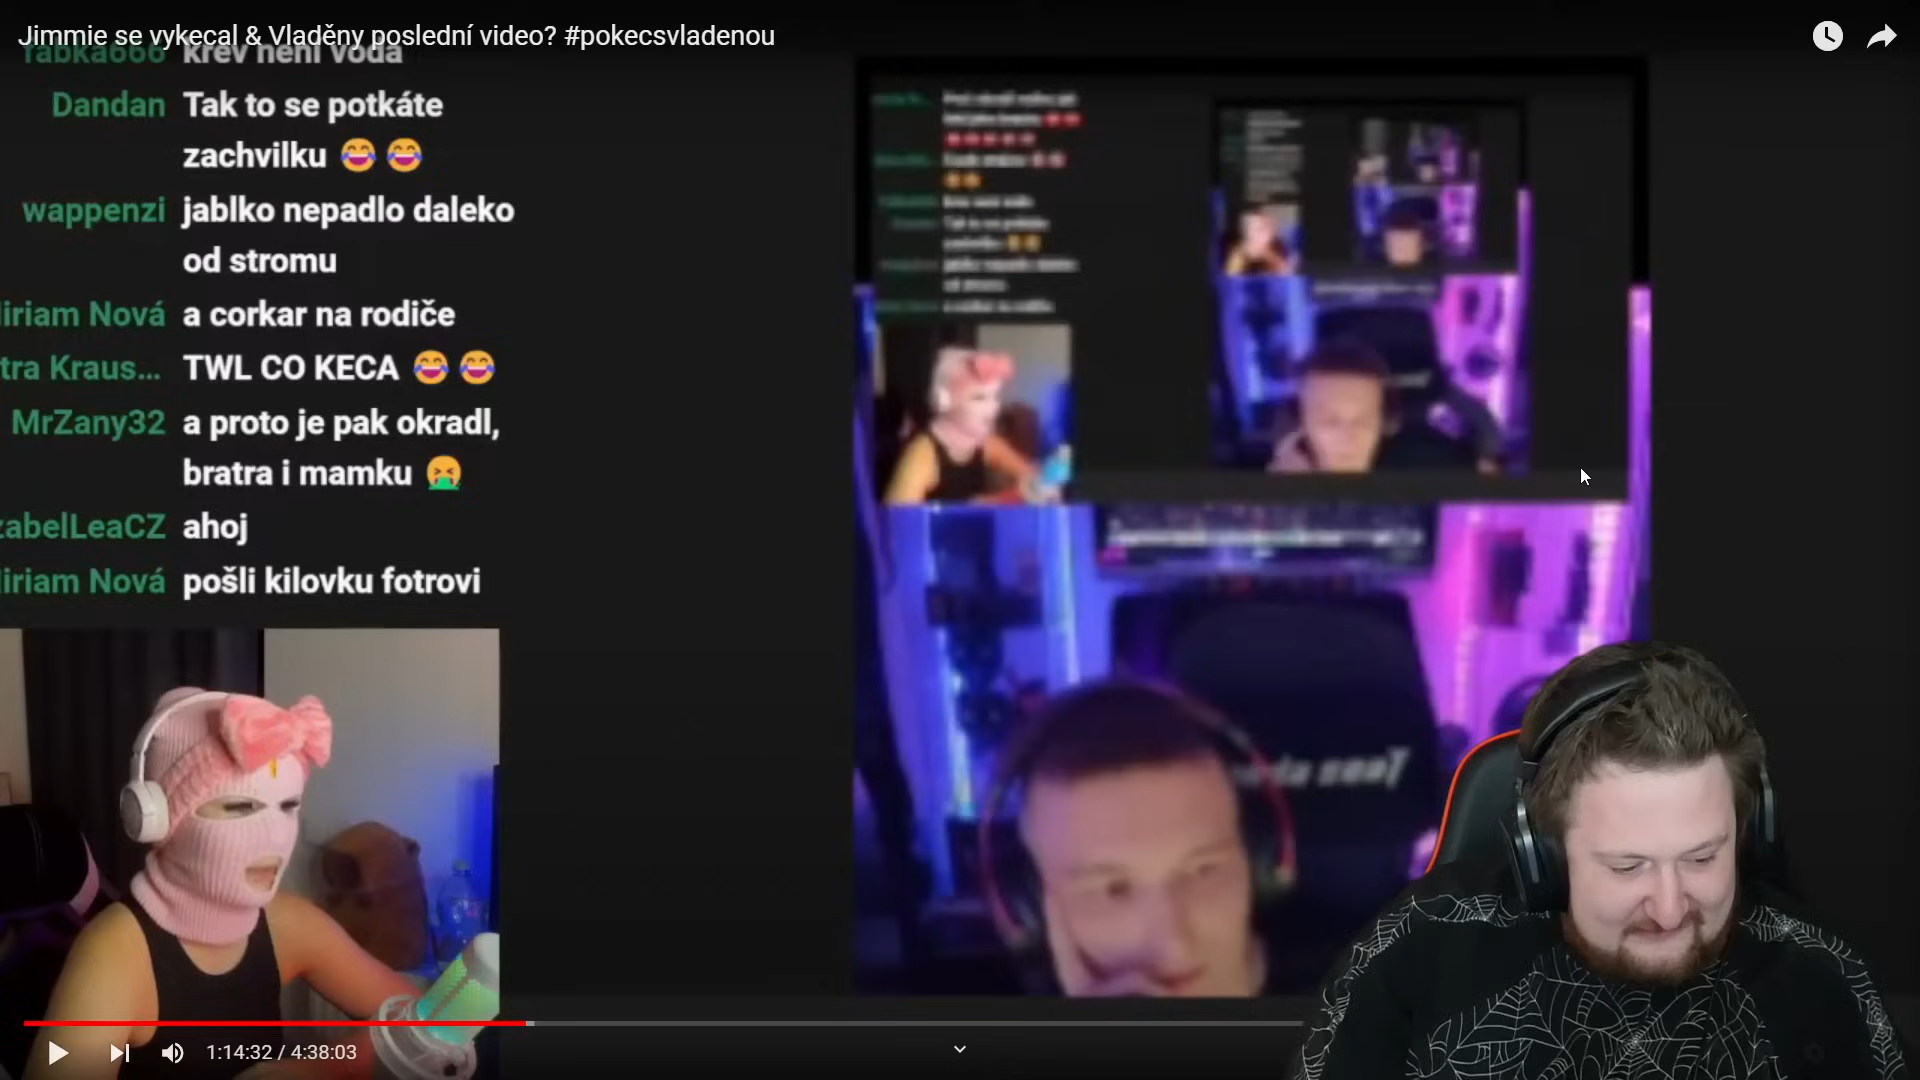 Jimmie se vykecal & Vladěny poslední video? #pokecsvladenou
rabka666 krev není voda
Dandan Tak to se potkáte
zachvilku 😂 😂
wappenzi jablko nepadlo daleko
od stromu
iriam Nová a corkar na rodiče
tra Kraus... TWL CO KECA 😂 😂
MrZany32 a proto je pak okradl,
bratra i mamku 🤮
zabelLeaCZ ahoj
iriam Nová pošli kilovku fotrovi
1:14:32 / 4:38:03